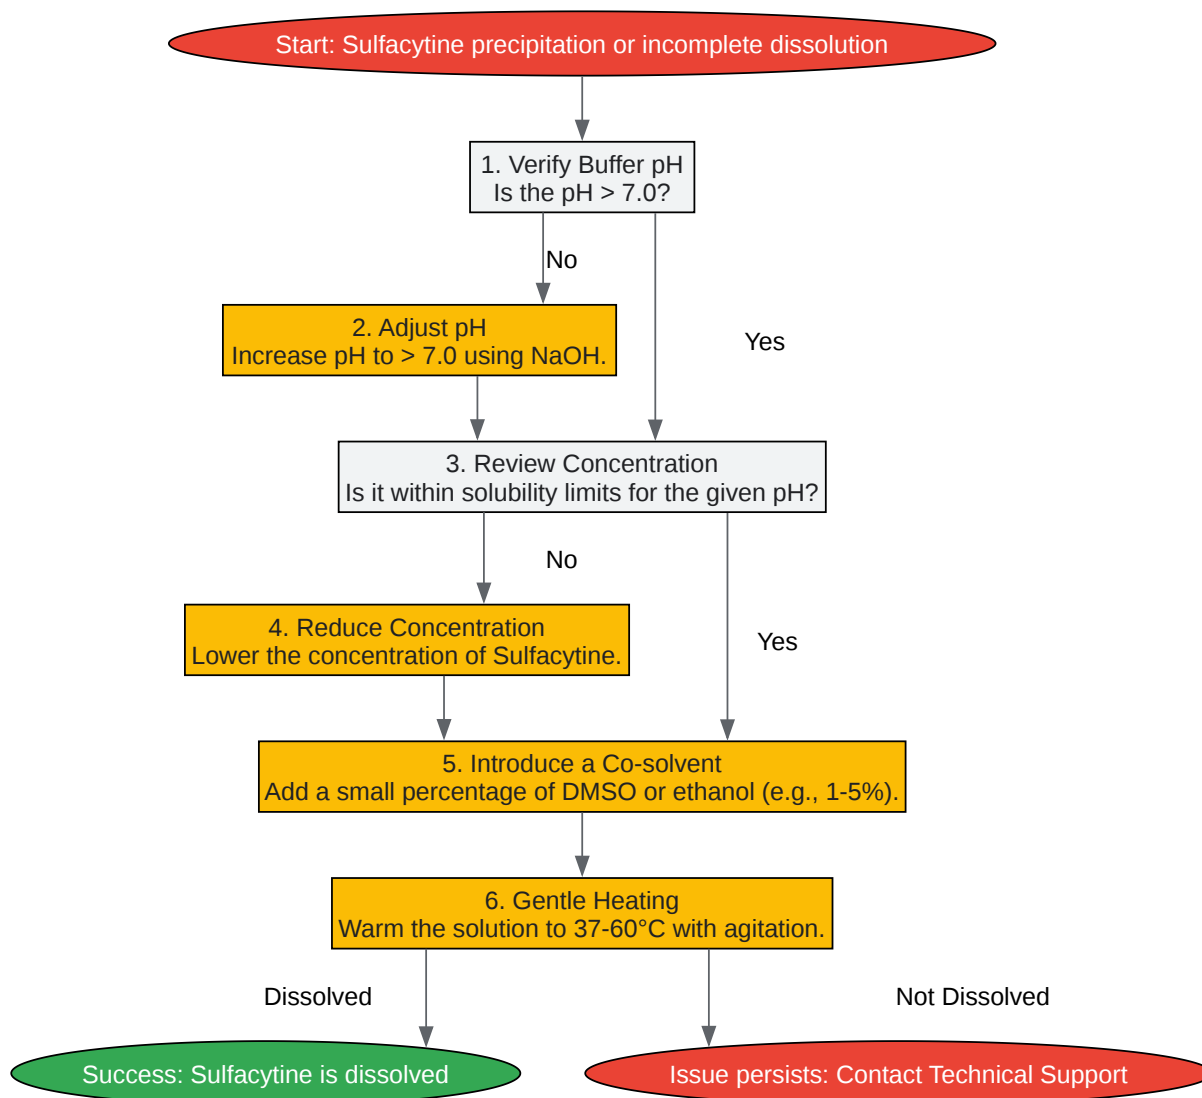 Start: Sulfacytine precipitation or incomplete dissolution
1. Verify Buffer pH
Is the pH > 7.0?
No
2. Adjust pH
Increase pH to > 7.0 using NaOH.
Yes
3. Review Concentration
Is it within solubility limits for the given pH?
No
4. Reduce Concentration
Lower the concentration of Sulfacytine.
Yes
5. Introduce a Co-solvent
Add a small percentage of DMSO or ethanol (e.g., 1-5%).
6. Gentle Heating
Warm the solution to 37-60°C with agitation.
Dissolved
Not Dissolved
Success: Sulfacytine is dissolved
Issue persists: Contact Technical Support